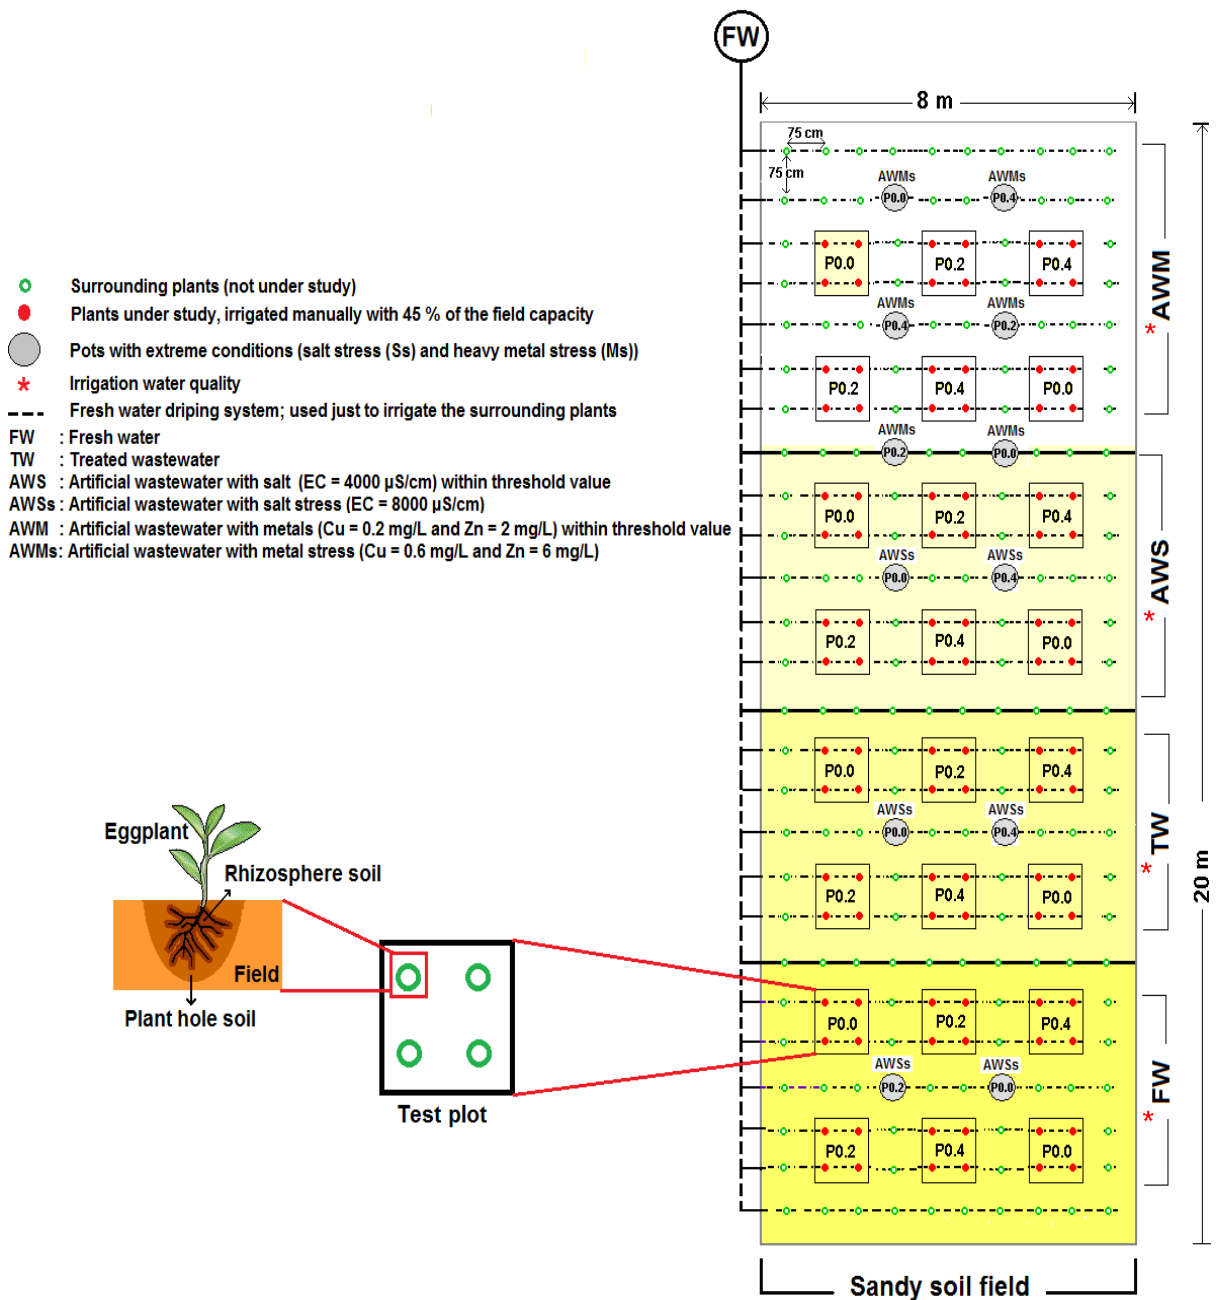 FW
8 m
75 cm
75 cm
AWMs AWMs
P0.0 P0.4
P0.0 P0.2 P0.4
AWMs AWMs
P0.4 P0.2
P0.2 P0.4 P0.0
* AWM
AWMs AWMs
P0.2 P0.0
P0.0 P0.2 P0.4
AWSs AWSs
P0.0 P0.4
P0.2 P0.4 P0.0
* AWS
P0.0 P0.2 P0.4
AWSs AWSs
P0.0 P0.4
P0.2 P0.4 P0.0
* TW
20 m
P0.0 P0.2 P0.4
AWSs AWSs
P0.2 P0.0
P0.2 P0.4 P0.0
* FW
Sandy soil field
Surrounding plants (not under study)
Plants under study, irrigated manually with 45 % of the field capacity
Pots with extreme conditions (salt stress (Ss) and heavy metal stress (Ms))
* Irrigation water quality
Fresh water driping system; used just to irrigate the surrounding plants
FW : Fresh water
TW : Treated wastewater
AWS : Artificial wastewater with salt (EC = 4000 µS/cm) within threshold value
AWSs : Artificial wastewater with salt stress (EC = 8000 µS/cm)
AWM : Artificial wastewater with metals (Cu = 0.2 mg/L and Zn = 2 mg/L) within threshold value
AWMs: Artificial wastewater with metal stress (Cu = 0.6 mg/L and Zn = 6 mg/L)
Eggplant
Rhizosphere soil
Field
Plant hole soil
Test plot